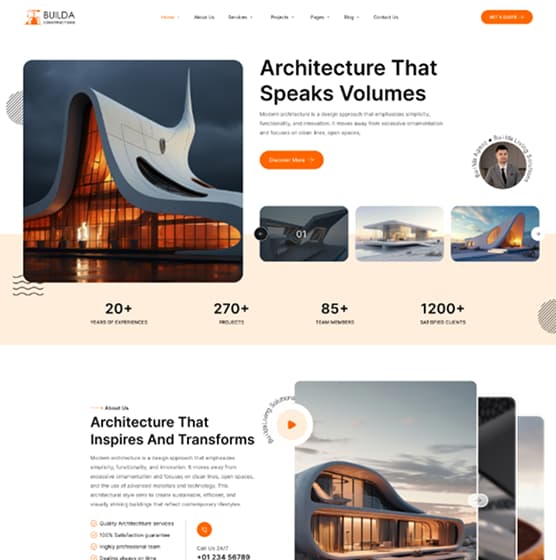 BUILDA
CONSTRUCTIONS
Home
About Us
Services
Projects
Pages
Blog
Contact Us
GET A QUOTE
Architecture That
Speaks Volumes
Modern architecture is a design approach that emphasizes simplicity,
functionality, and innovation. It moves away from excessive ornamentation
and focuses on clean lines, open spaces,
Discover More
Builda Agency ★ Builda Living Solutions
01
20+
YEARS OF EXPERIENCES
270+
PROJECTS
85+
TEAM MEMBERS
1200+
SATISFIED CLIENTS
About Us
Architecture That
Inspires And Transforms
Builda Living Solutions
Modern architecture is a design approach that emphasizes
simplicity, functionality, and innovation. It moves away from
excessive ornamentation and focuses on clean lines, open spaces,
and the use of advanced materials and technology. This
architectural style aims to create sustainable, efficient, and
visually striking buildings that reflect contemporary lifestyles.
Quality Architecture services
100% Satisfaction guarantee
Highly professional team
Dealing always on time
Call Us 24/7
+01 234 56789